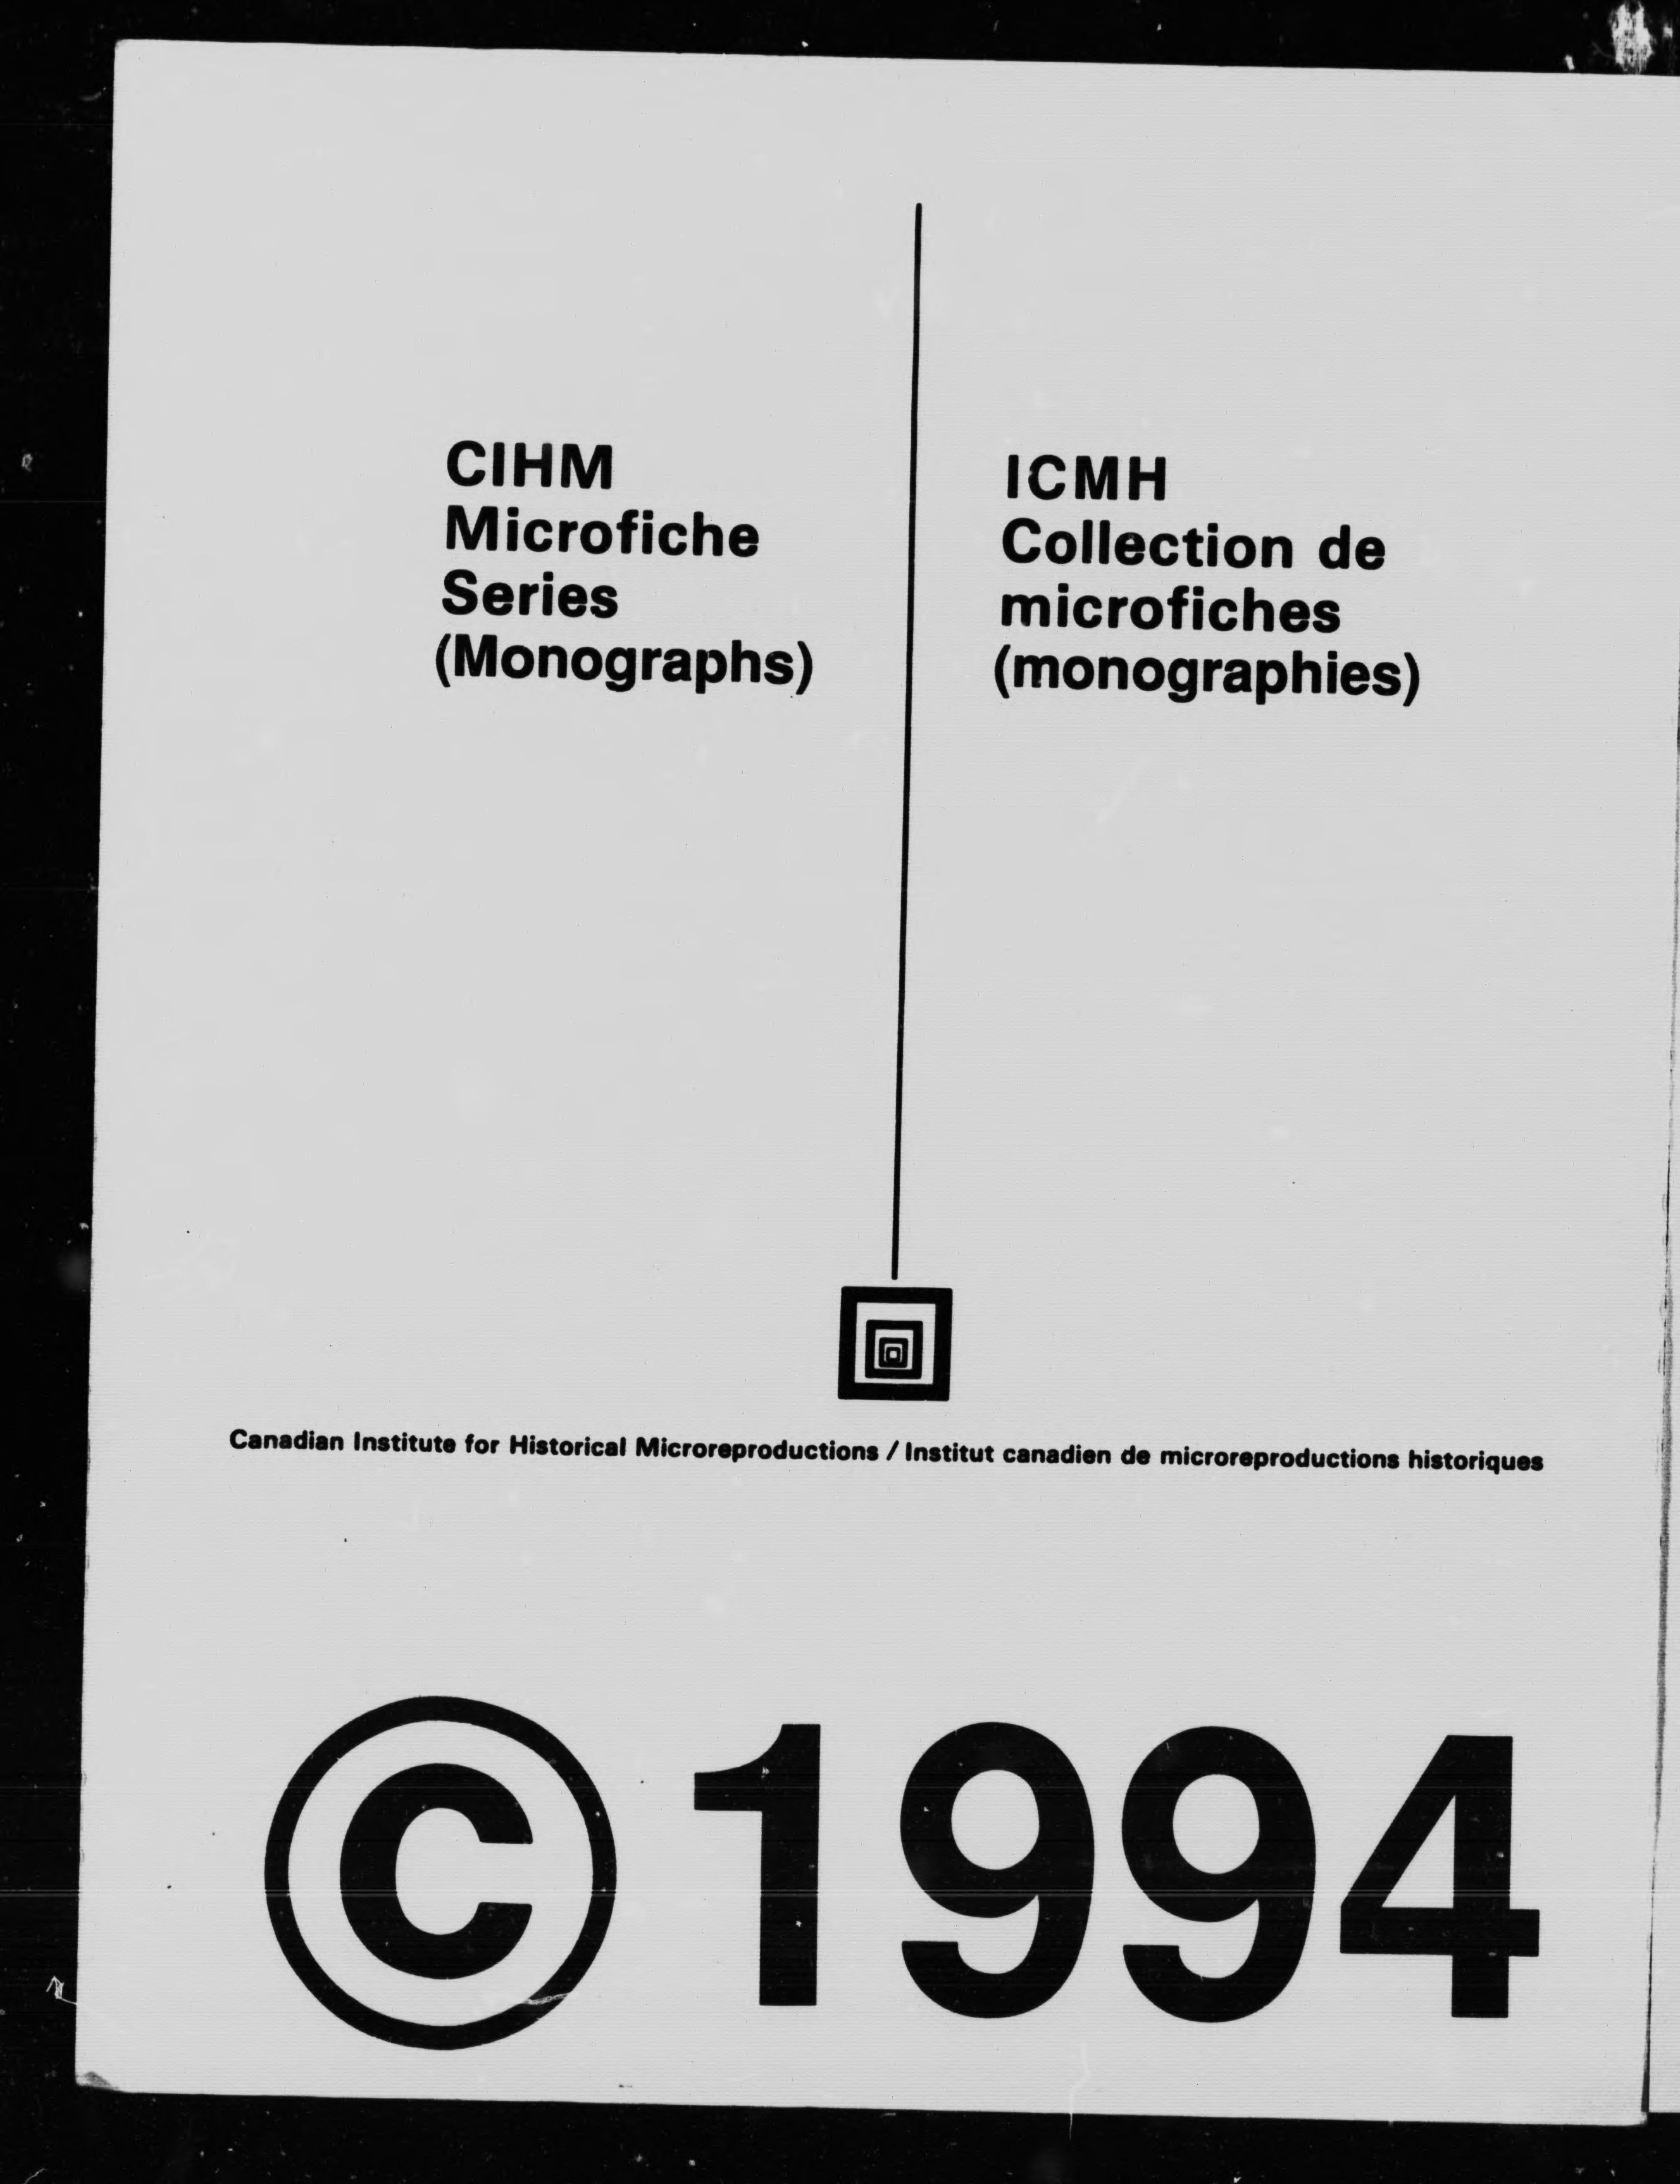 CIHM
Microfiche
Series
(Monographs)
ICMH
Collection de
microfiches
(monographies)
Canadian Institute for Historical Microreproductions / Institut canadien de microreproductions historiques
© 1994